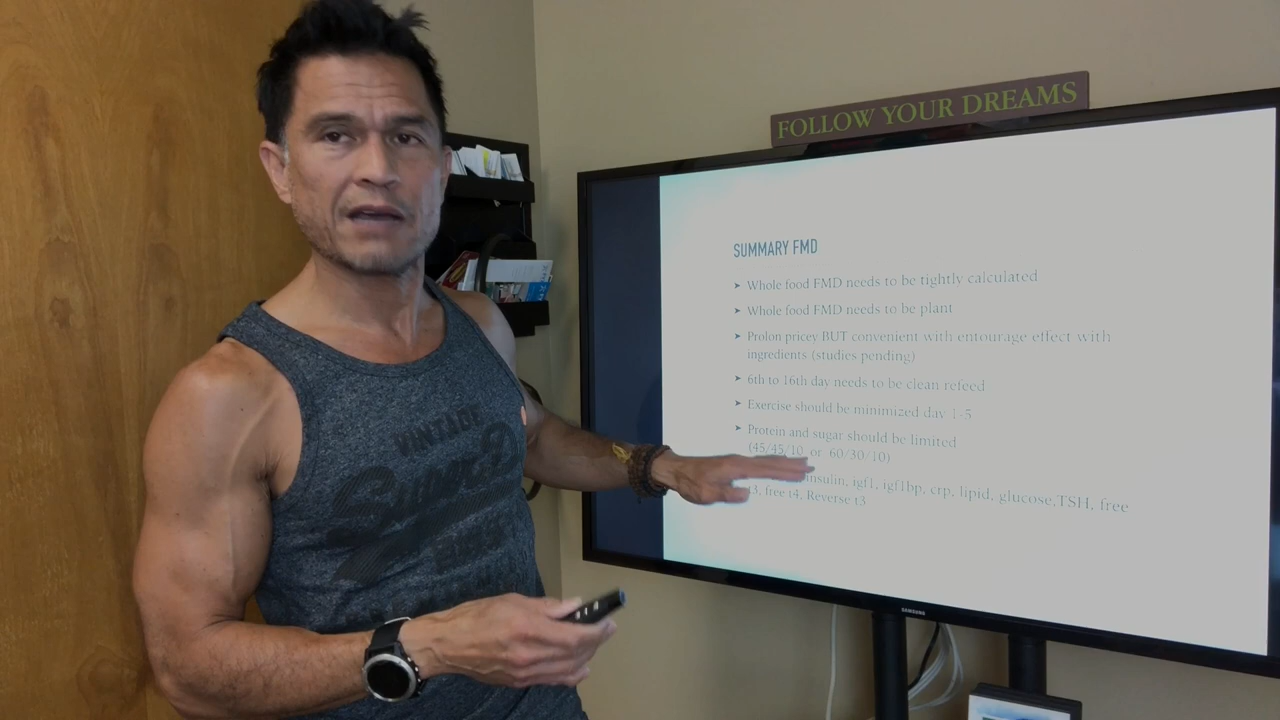 FOLLOW YOUR DREAMS
SUMMARY FMD
➤ Whole food FMD needs to be tightly calculated
➤ Whole food FMD needs to be plant
➤ Prolon pricey BUT convenient with entourage effect with
ingredients (studies pending)
➤ 6th to 16th day needs to be clean refeed
➤ Exercise should be minimized day 1-5
➤ Protein and sugar should be limited
(45/45/10 or 60/30/10)
insulin, igf1, igf1bp, crp, lipid, glucose,TSH, free
t3, free t4, Reverse t3
VINTAGE
Super D
SAMSUNG